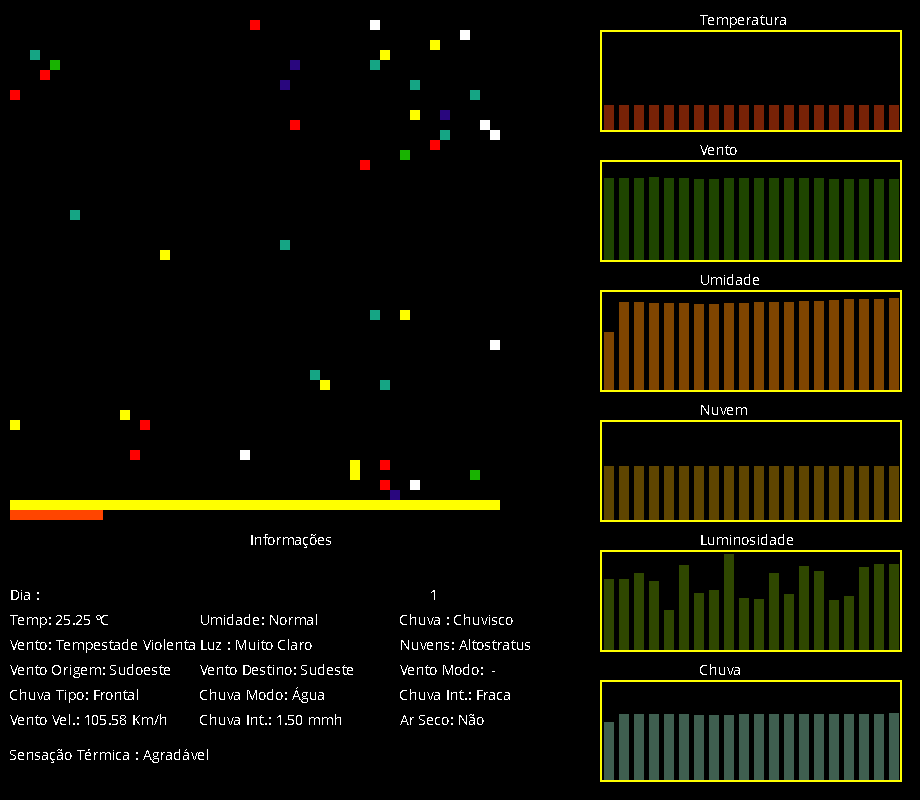 Temperatura
Vento
Umidade
Nuvem
Luminosidade
Chuva
Informações
Dia : 1
Temp: 25.25 ºC Umidade: Normal Chuva : Chuvisco
Vento: Tempestade Violenta Luz : Muito Claro Nuvens: Altostratus
Vento Origem: Sudoeste Vento Destino: Sudeste Vento Modo: -
Chuva Tipo: Frontal Chuva Modo: Água Chuva Int.: Fraca
Vento Vel.: 105.58 Km/h Chuva Int.: 1.50 mmh Ar Seco: Não
Sensação Térmica : Agradável